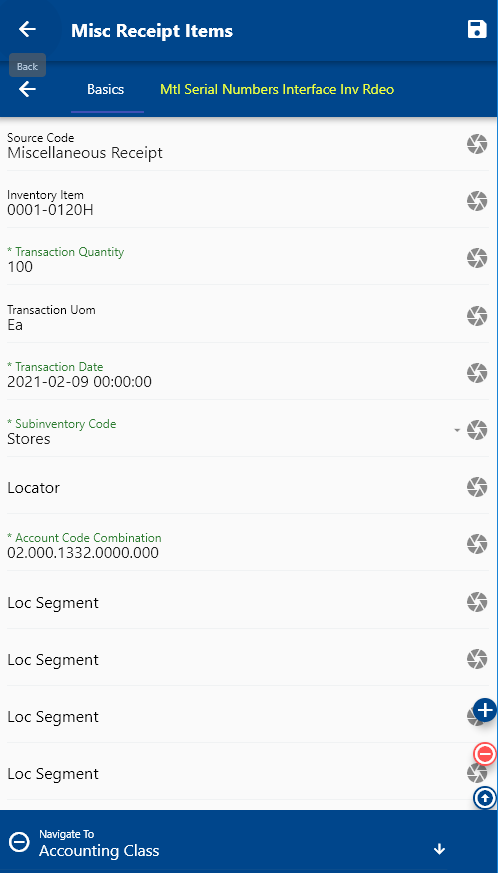 Misc Receipt Items
Back
Basics
Mtl Serial Numbers Interface Inv Rdeo
Source Code
Miscellaneous Receipt
Inventory Item
0001-0120H
* Transaction Quantity
100
Transaction Uom
Ea
* Transaction Date
2021-02-09 00:00:00
* Subinventory Code
Stores
Locator
* Account Code Combination
02.000.1332.0000.000
Loc Segment
Loc Segment
Loc Segment
Loc Segment
Navigate To
Accounting Class